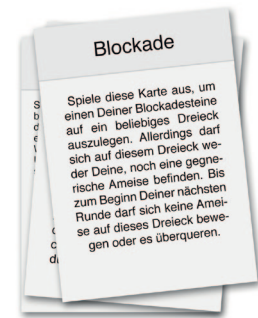 Blockade
Spiele diese Karte aus, um
einen Deiner Blockadesteine
auf ein beliebiges Dreieck
auszulegen. Allerdings darf
sich auf diesem Dreieck we-
der Deine, noch eine gegne-
rische Ameise befinden. Bis
zum Beginn Deiner nächsten
Runde darf sich keine Amei-
se auf dieses Dreieck bewe-
gen oder es überqueren.